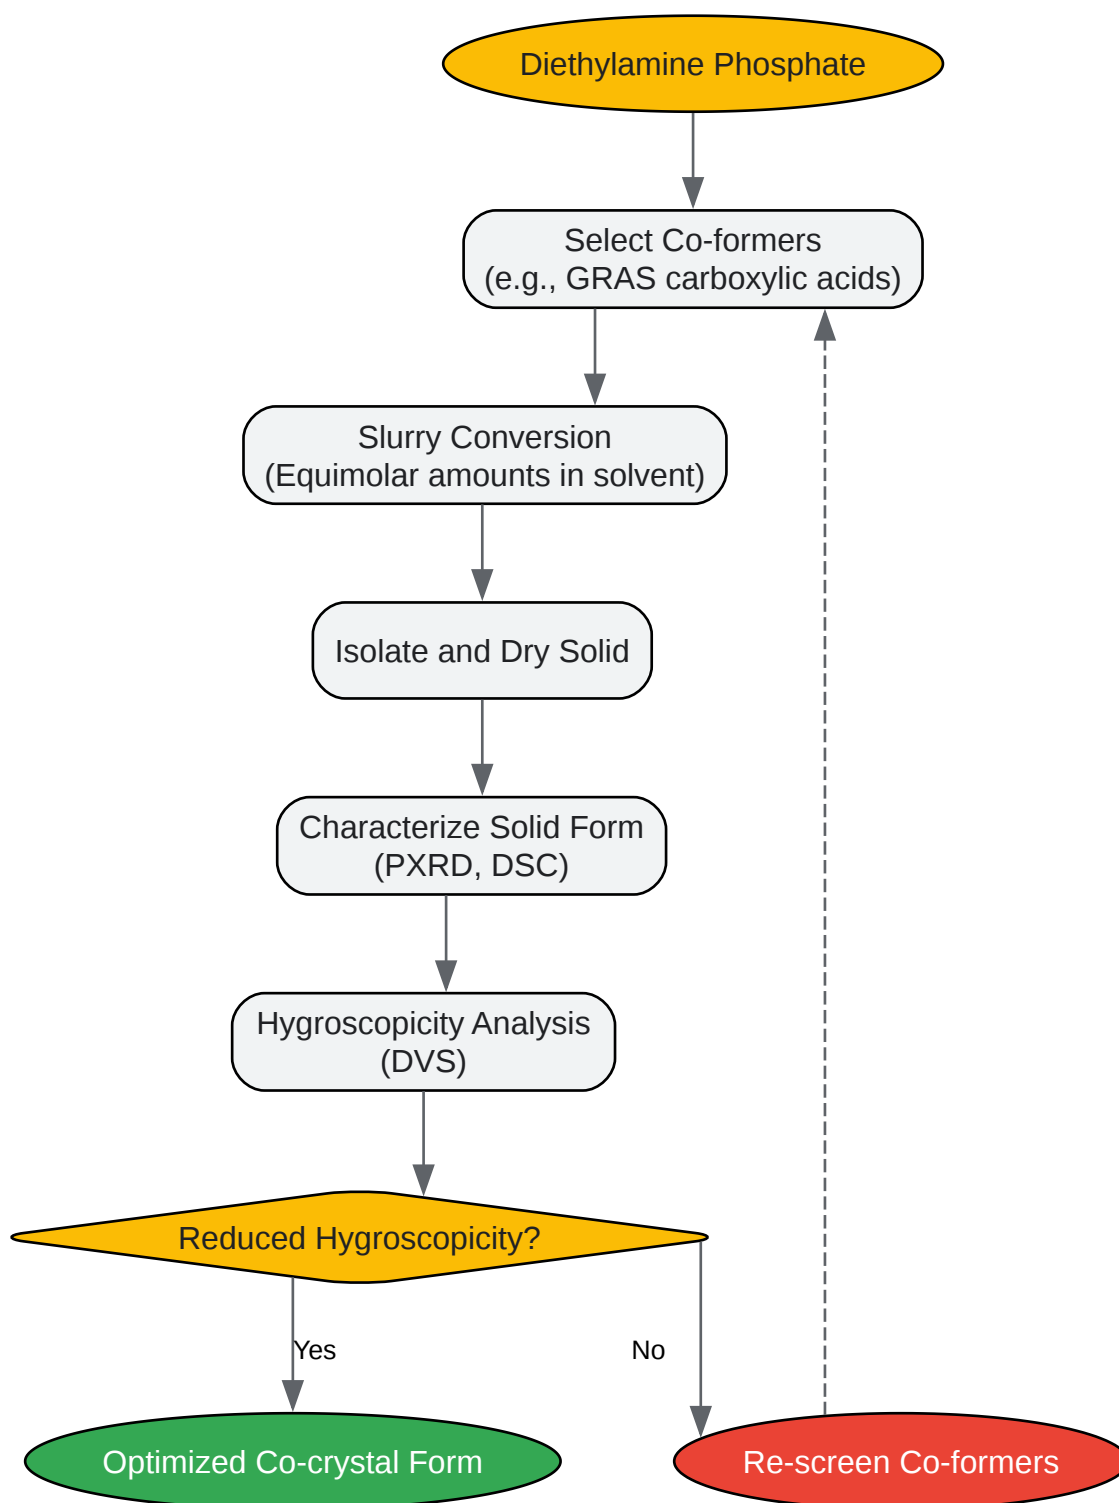 Diethylamine Phosphate
Select Co-formers
(e.g., GRAS carboxylic acids)
Slurry Conversion
(Equimolar amounts in solvent)
Isolate and Dry Solid
Characterize Solid Form
(PXRD, DSC)
Hygroscopicity Analysis
(DVS)
Reduced Hygroscopicity?
Yes
No
Optimized Co-crystal Form
Re-screen Co-formers